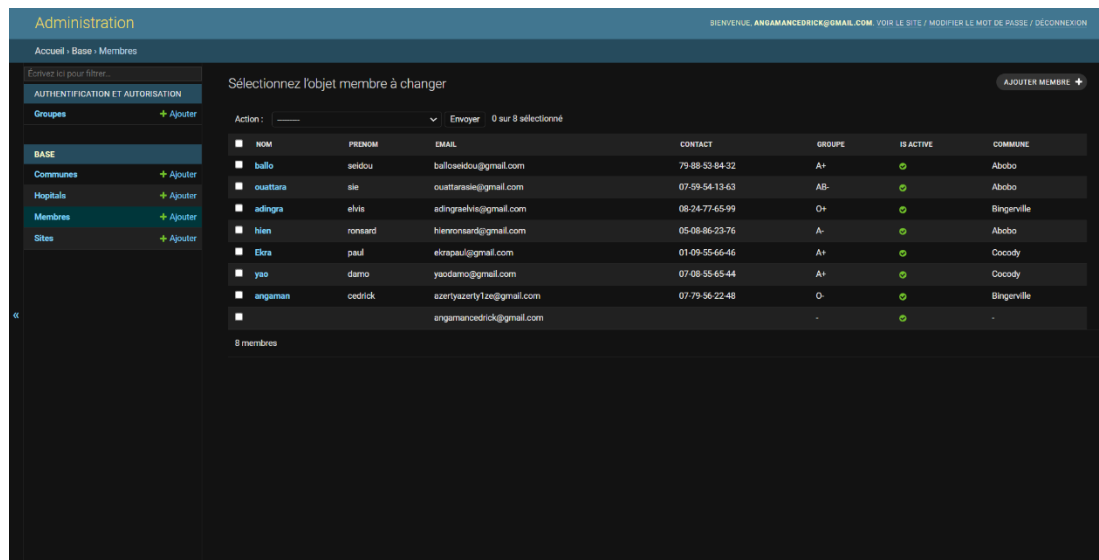 Administration
BIENVENUE, ANGAMANCEDRICK@GMAIL.COM. VOIR LE SITE / MODIFIER LE MOT DE PASSE / DÉCONNEXION
Accueil › Base › Membres
Écrivez ici pour filtrer…
AUTHENTIFICATION ET AUTORISATION
Groupes + Ajouter
BASE
Communes + Ajouter
Hopitals + Ajouter
Membres + Ajouter
Sites + Ajouter
«
Sélectionnez l'objet membre à changer
AJOUTER MEMBRE +
Action : --------- Envoyer 0 sur 8 sélectionné
NOM PRENOM EMAIL CONTACT GROUPE IS ACTIVE COMMUNE
ballo seidou balloseidou@gmail.com 79-88-53-84-32 A+ Abobo
ouattara sie ouattarasie@gmail.com 07-59-54-13-63 AB- Abobo
adingra elvis adingraelvis@gmail.com 08-24-77-65-99 O+ Bingerville
hien ronsard hienronsard@gmail.com 05-08-86-23-76 A- Abobo
Ekra paul ekrapaul@gmail.com 01-09-55-66-46 A+ Cocody
yao damo yaodamo@gmail.com 07-08-55-65-44 A+ Cocody
angaman cedrick azertyazerty1ze@gmail.com 07-79-56-22-48 O- Bingerville
angamancedrick@gmail.com - -
8 membres